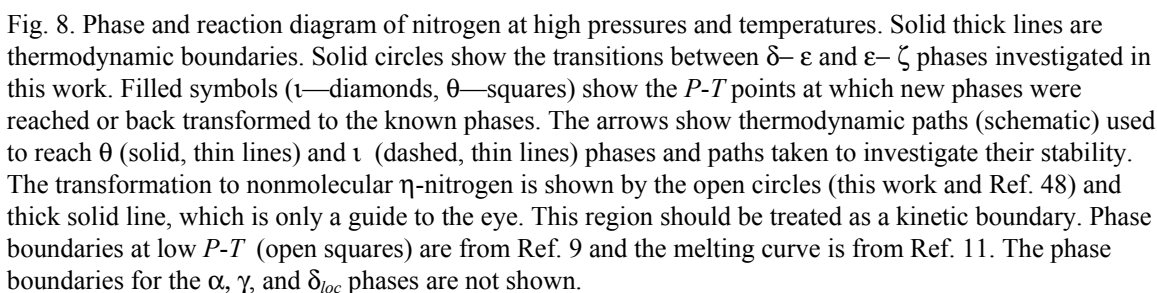 Fig. 8. Phase and reaction diagram of nitrogen at high pressures and temperatures. Solid thick lines are
thermodynamic boundaries. Solid circles show the transitions between δ– ε and ε– ζ phases investigated in
this work. Filled symbols (ι—diamonds, θ—squares) show the P-T points at which new phases were
reached or back transformed to the known phases. The arrows show thermodynamic paths (schematic) used
to reach θ (solid, thin lines) and ι (dashed, thin lines) phases and paths taken to investigate their stability.
The transformation to nonmolecular η-nitrogen is shown by the open circles (this work and Ref. 48) and
thick solid line, which is only a guide to the eye. This region should be treated as a kinetic boundary. Phase
boundaries at low P-T (open squares) are from Ref. 9 and the melting curve is from Ref. 11. The phase
boundaries for the α, γ, and δloc phases are not shown.